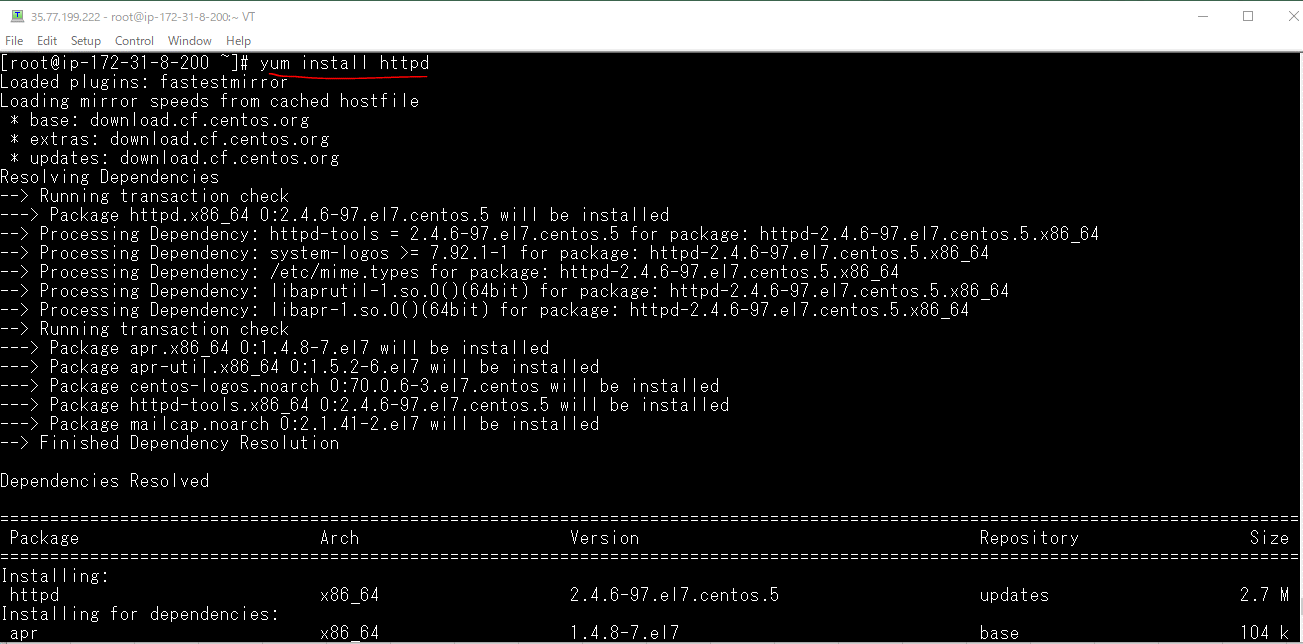 35.77.199.222 - root@ip-172-31-8-200:~ VT
File Edit Setup Control Window Help
[root@ip-172-31-8-200 ~]# yum install httpd
Loaded plugins: fastestmirror
Loading mirror speeds from cached hostfile
 * base: download.cf.centos.org
 * extras: download.cf.centos.org
 * updates: download.cf.centos.org
Resolving Dependencies
--> Running transaction check
---> Package httpd.x86_64 0:2.4.6-97.el7.centos.5 will be installed
--> Processing Dependency: httpd-tools = 2.4.6-97.el7.centos.5 for package: httpd-2.4.6-97.el7.centos.5.x86_64
--> Processing Dependency: system-logos >= 7.92.1-1 for package: httpd-2.4.6-97.el7.centos.5.x86_64
--> Processing Dependency: /etc/mime.types for package: httpd-2.4.6-97.el7.centos.5.x86_64
--> Processing Dependency: libaprutil-1.so.0()(64bit) for package: httpd-2.4.6-97.el7.centos.5.x86_64
--> Processing Dependency: libapr-1.so.0()(64bit) for package: httpd-2.4.6-97.el7.centos.5.x86_64
--> Running transaction check
---> Package apr.x86_64 0:1.4.8-7.el7 will be installed
---> Package apr-util.x86_64 0:1.5.2-6.el7 will be installed
---> Package centos-logos.noarch 0:70.0.6-3.el7.centos will be installed
---> Package httpd-tools.x86_64 0:2.4.6-97.el7.centos.5 will be installed
---> Package mailcap.noarch 0:2.1.41-2.el7 will be installed
--> Finished Dependency Resolution
Dependencies Resolved
================================================================================
Package Arch Version Repository Size
================================================================================
Installing:
 httpd x86_64 2.4.6-97.el7.centos.5 updates 2.7 M
Installing for dependencies:
 apr x86_64 1.4.8-7.el7 base 104 k